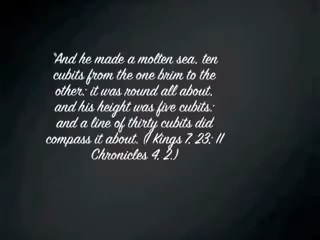 "And he made a molten sea, ten
cubits from the one brim to the
other: it was round all about,
and his height was five cubits:
and a line of thirty cubits did
compass it about. (I Kings 7, 23; II
Chronicles 4, 2.)